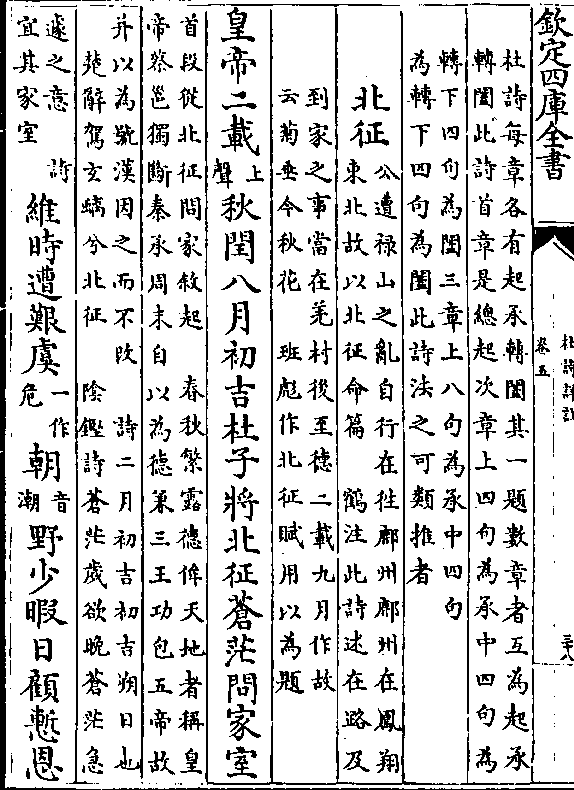 欽定四庫全書
杜詩詳註
卷五
三十八
杜詩每章各有起承轉闔其一題數章者互為起承
轉闔此詩首章是總起次章上四句為承中四句為
轉下四句為闔三章上八句為承中四句
為轉下四句為闔此詩法之可類推者
北征
公遭祿山之亂自行在徃鄜州鄜州在鳳翔
東北故以北征命篇 鶴注此詩述在路及
到家之事當在羌村後至德二載九月作故
云菊垂今秋花 班彪作北征賦用以為題
皇帝二載
上
聲
秋閏八月初吉杜子將北征蒼茫問家室
首段從北征問家敘起 春秋繁露德侔天地者稱皇
帝蔡邕獨斷秦承周末自以為德兼三王功包五帝故
并以為號漢因之而不改 詩二月初吉初吉朔日也
楚辭駕玄螭兮北征 陰鏗詩蒼茫歲欲晚蒼茫急
遽之意 詩
宜其家室
維時遭艱虞
一作
危
朝
音
潮
野少暇日顧慙恩